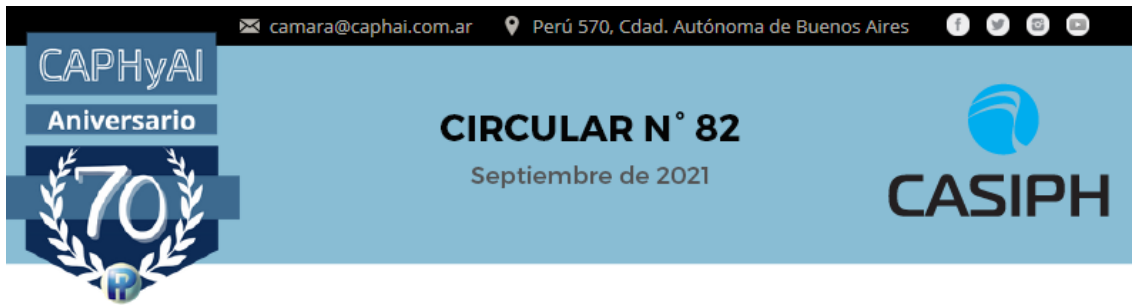 camara@caphai.com.ar Perú 570, Cdad. Autónoma de Buenos Aires
CAPHyAI
Aniversario
70
CIRCULAR N° 82
Septiembre de 2021
CASIPH